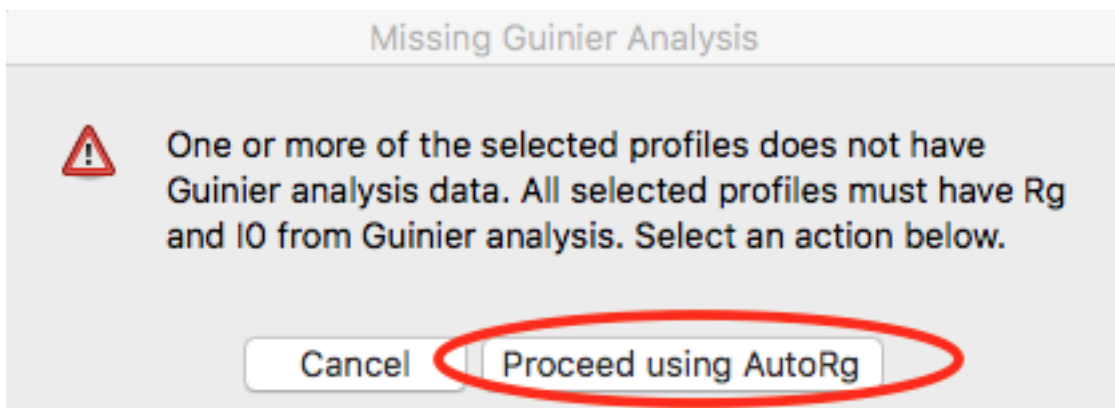 Missing Guinier Analysis
One or more of the selected profiles does not have
Guinier analysis data. All selected profiles must have Rg
and I0 from Guinier analysis. Select an action below.
Cancel
Proceed using AutoRg